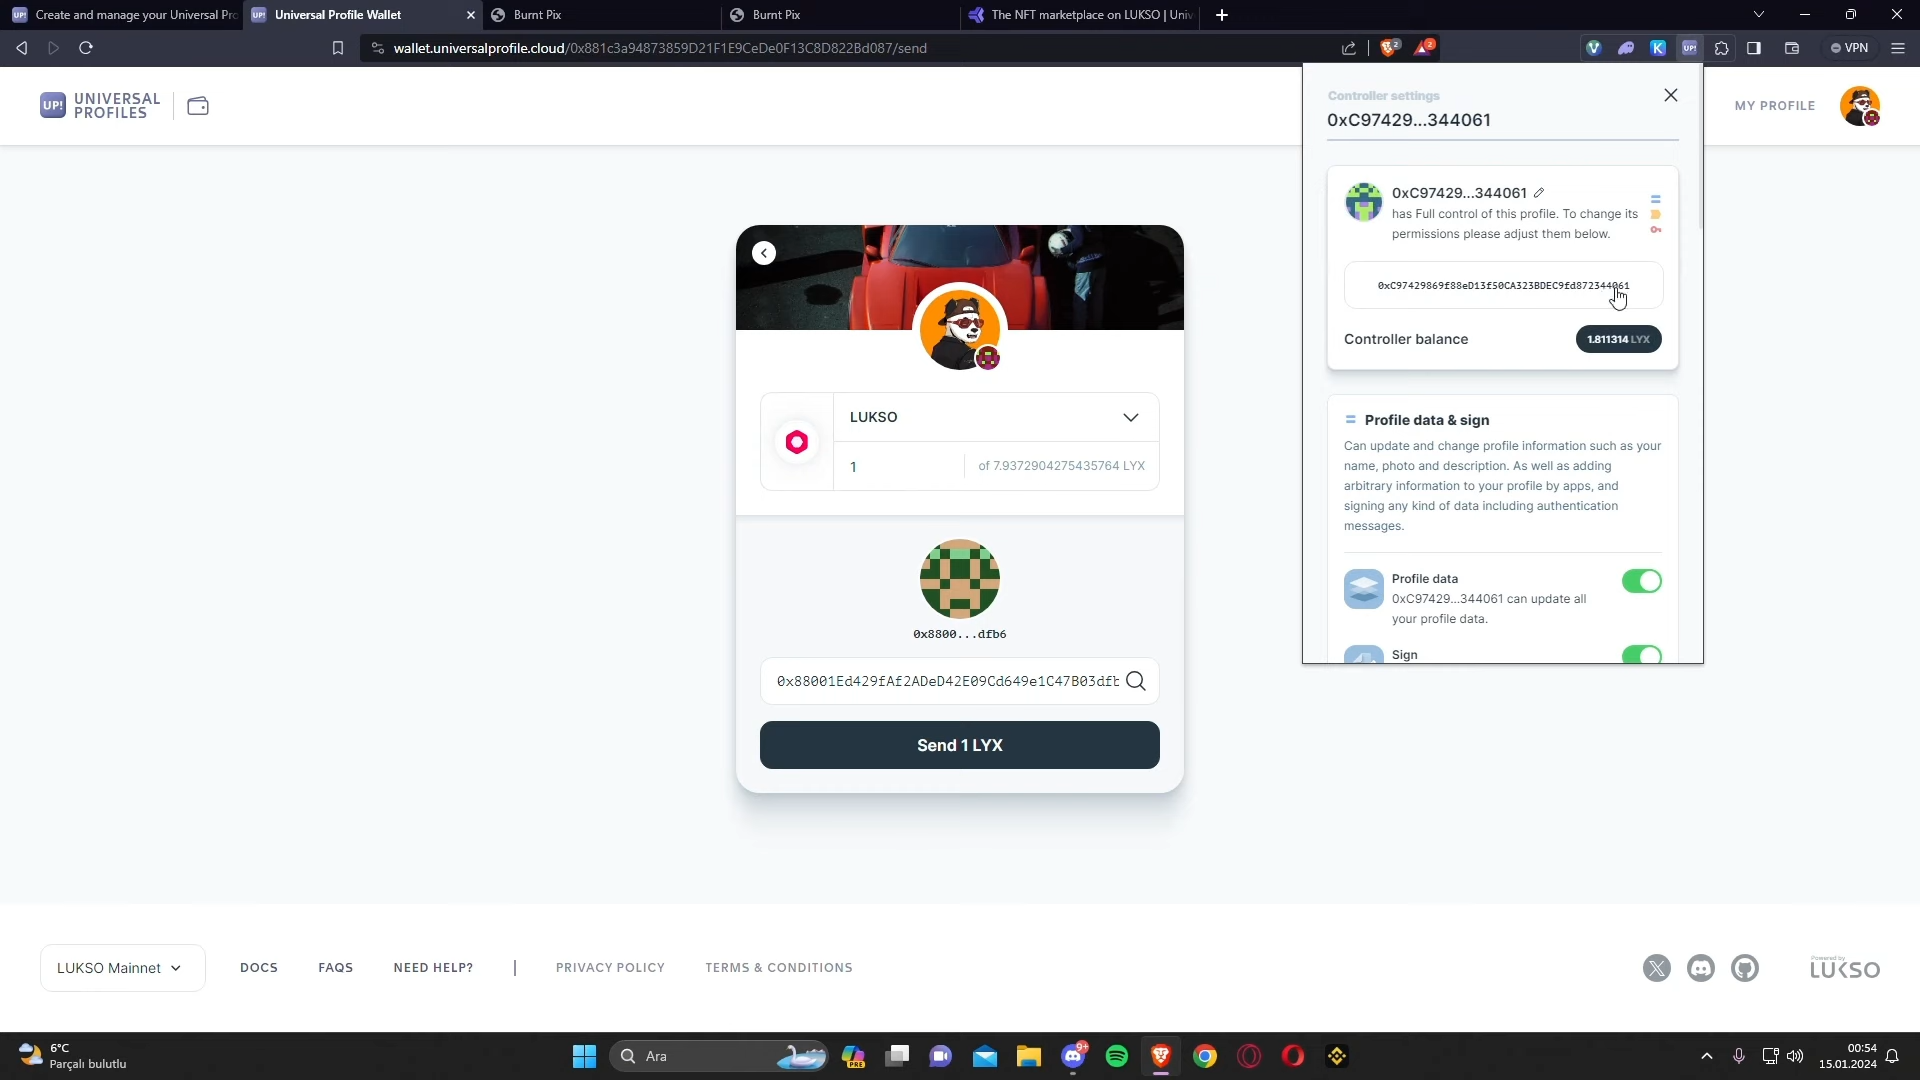 Create and manage your Universal Pro
Universal Profile Wallet
Burnt Pix
Burnt Pix
The NFT marketplace on LUKSO | Univ
wallet.universalprofile.cloud/0x881c3a94873859D21F1E9CeDe0F13C8D822Bd087/send
2
2
VPN
UP!
UNIVERSAL
PROFILES
MY PROFILE
Controller settings
0xC97429...344061
0xC97429...344061
has Full control of this profile. To change its
permissions please adjust them below.
0xC97429869f88eD13f50CA323BDEC9fd872344061
Controller balance
1.811314 LYX
Profile data & sign
Can update and change profile information such as your
name, photo and description. As well as adding
arbitrary information to your profile by apps, and
signing any kind of data including authentication
messages.
Profile data
0xC97429...344061 can update all
your profile data.
Sign
LUKSO
1
of 7.9372904275435764 LYX
0x8800...dfb6
0x88001Ed429fAf2ADeD42E09Cd649e1C47B03dfb
Send 1 LYX
LUKSO Mainnet
DOCS
FAQS
NEED HELP?
|
PRIVACY POLICY
TERMS & CONDITIONS
Powered by
LUKSO
6°C
Parçalı bulutlu
Ara
PRE
9+
00:54
15.01.2024